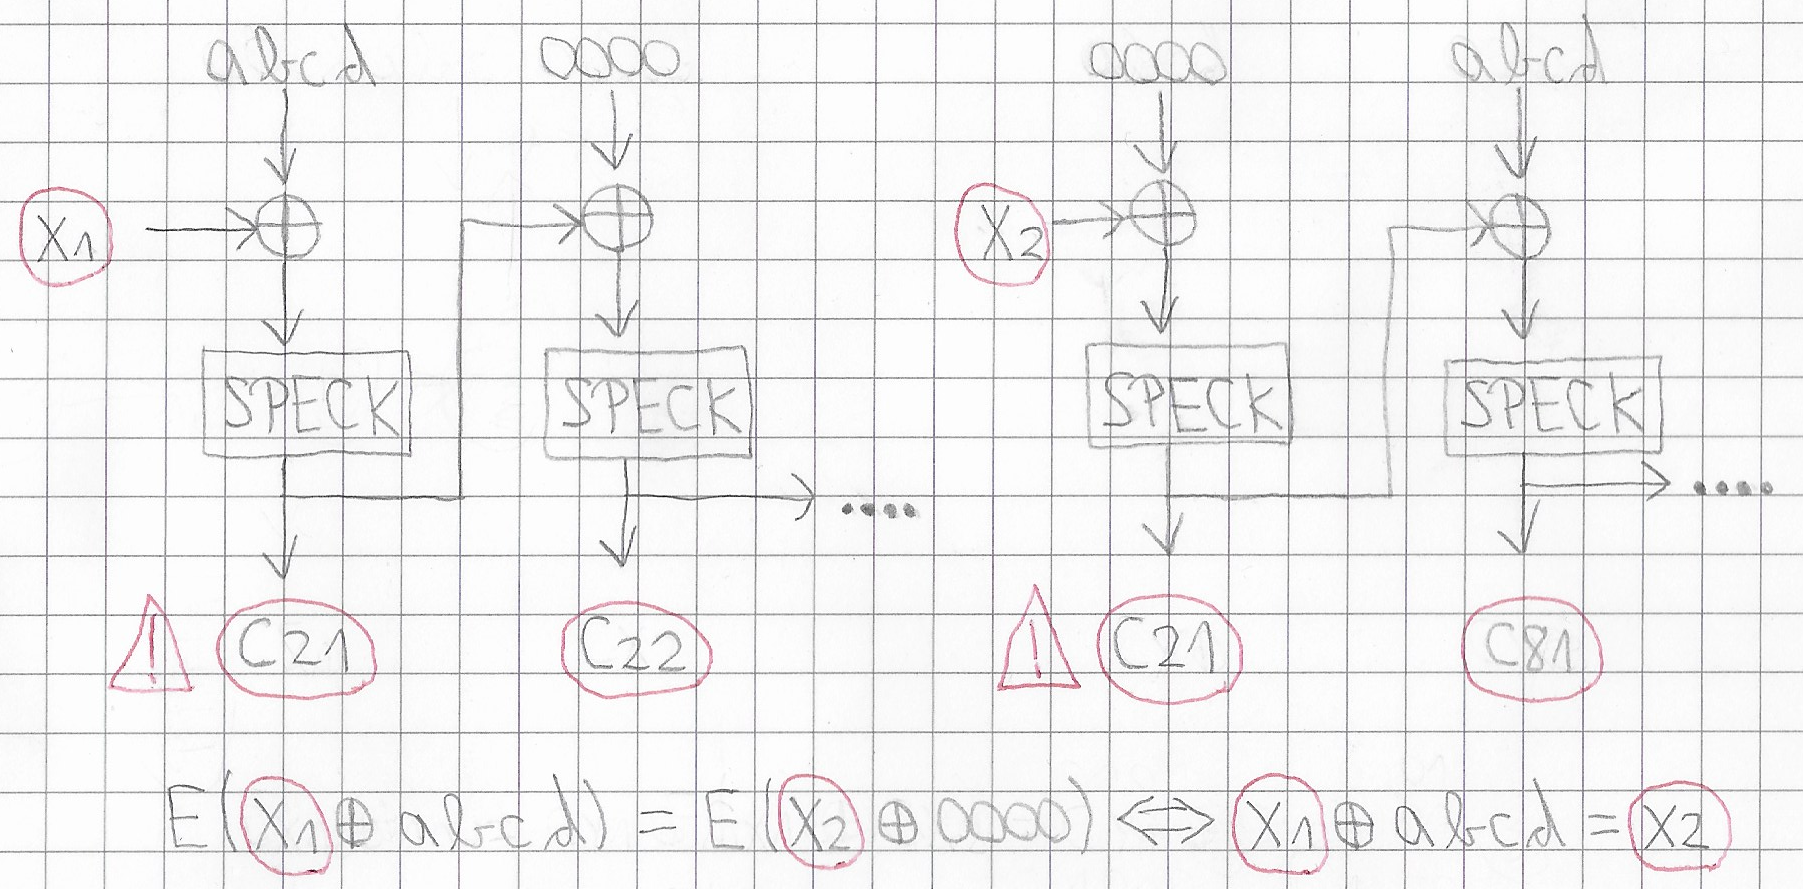 abcd 0000 0000 abcd
X1 ⊕ ⊕ X2 ⊕ ⊕
SPECK SPECK SPECK SPECK
.... ....
! C21 C22 ! C21 C81
E(X1 ⊕ abcd) = E(X2 ⊕ 0000) ⟺ X1 ⊕ abcd = X2